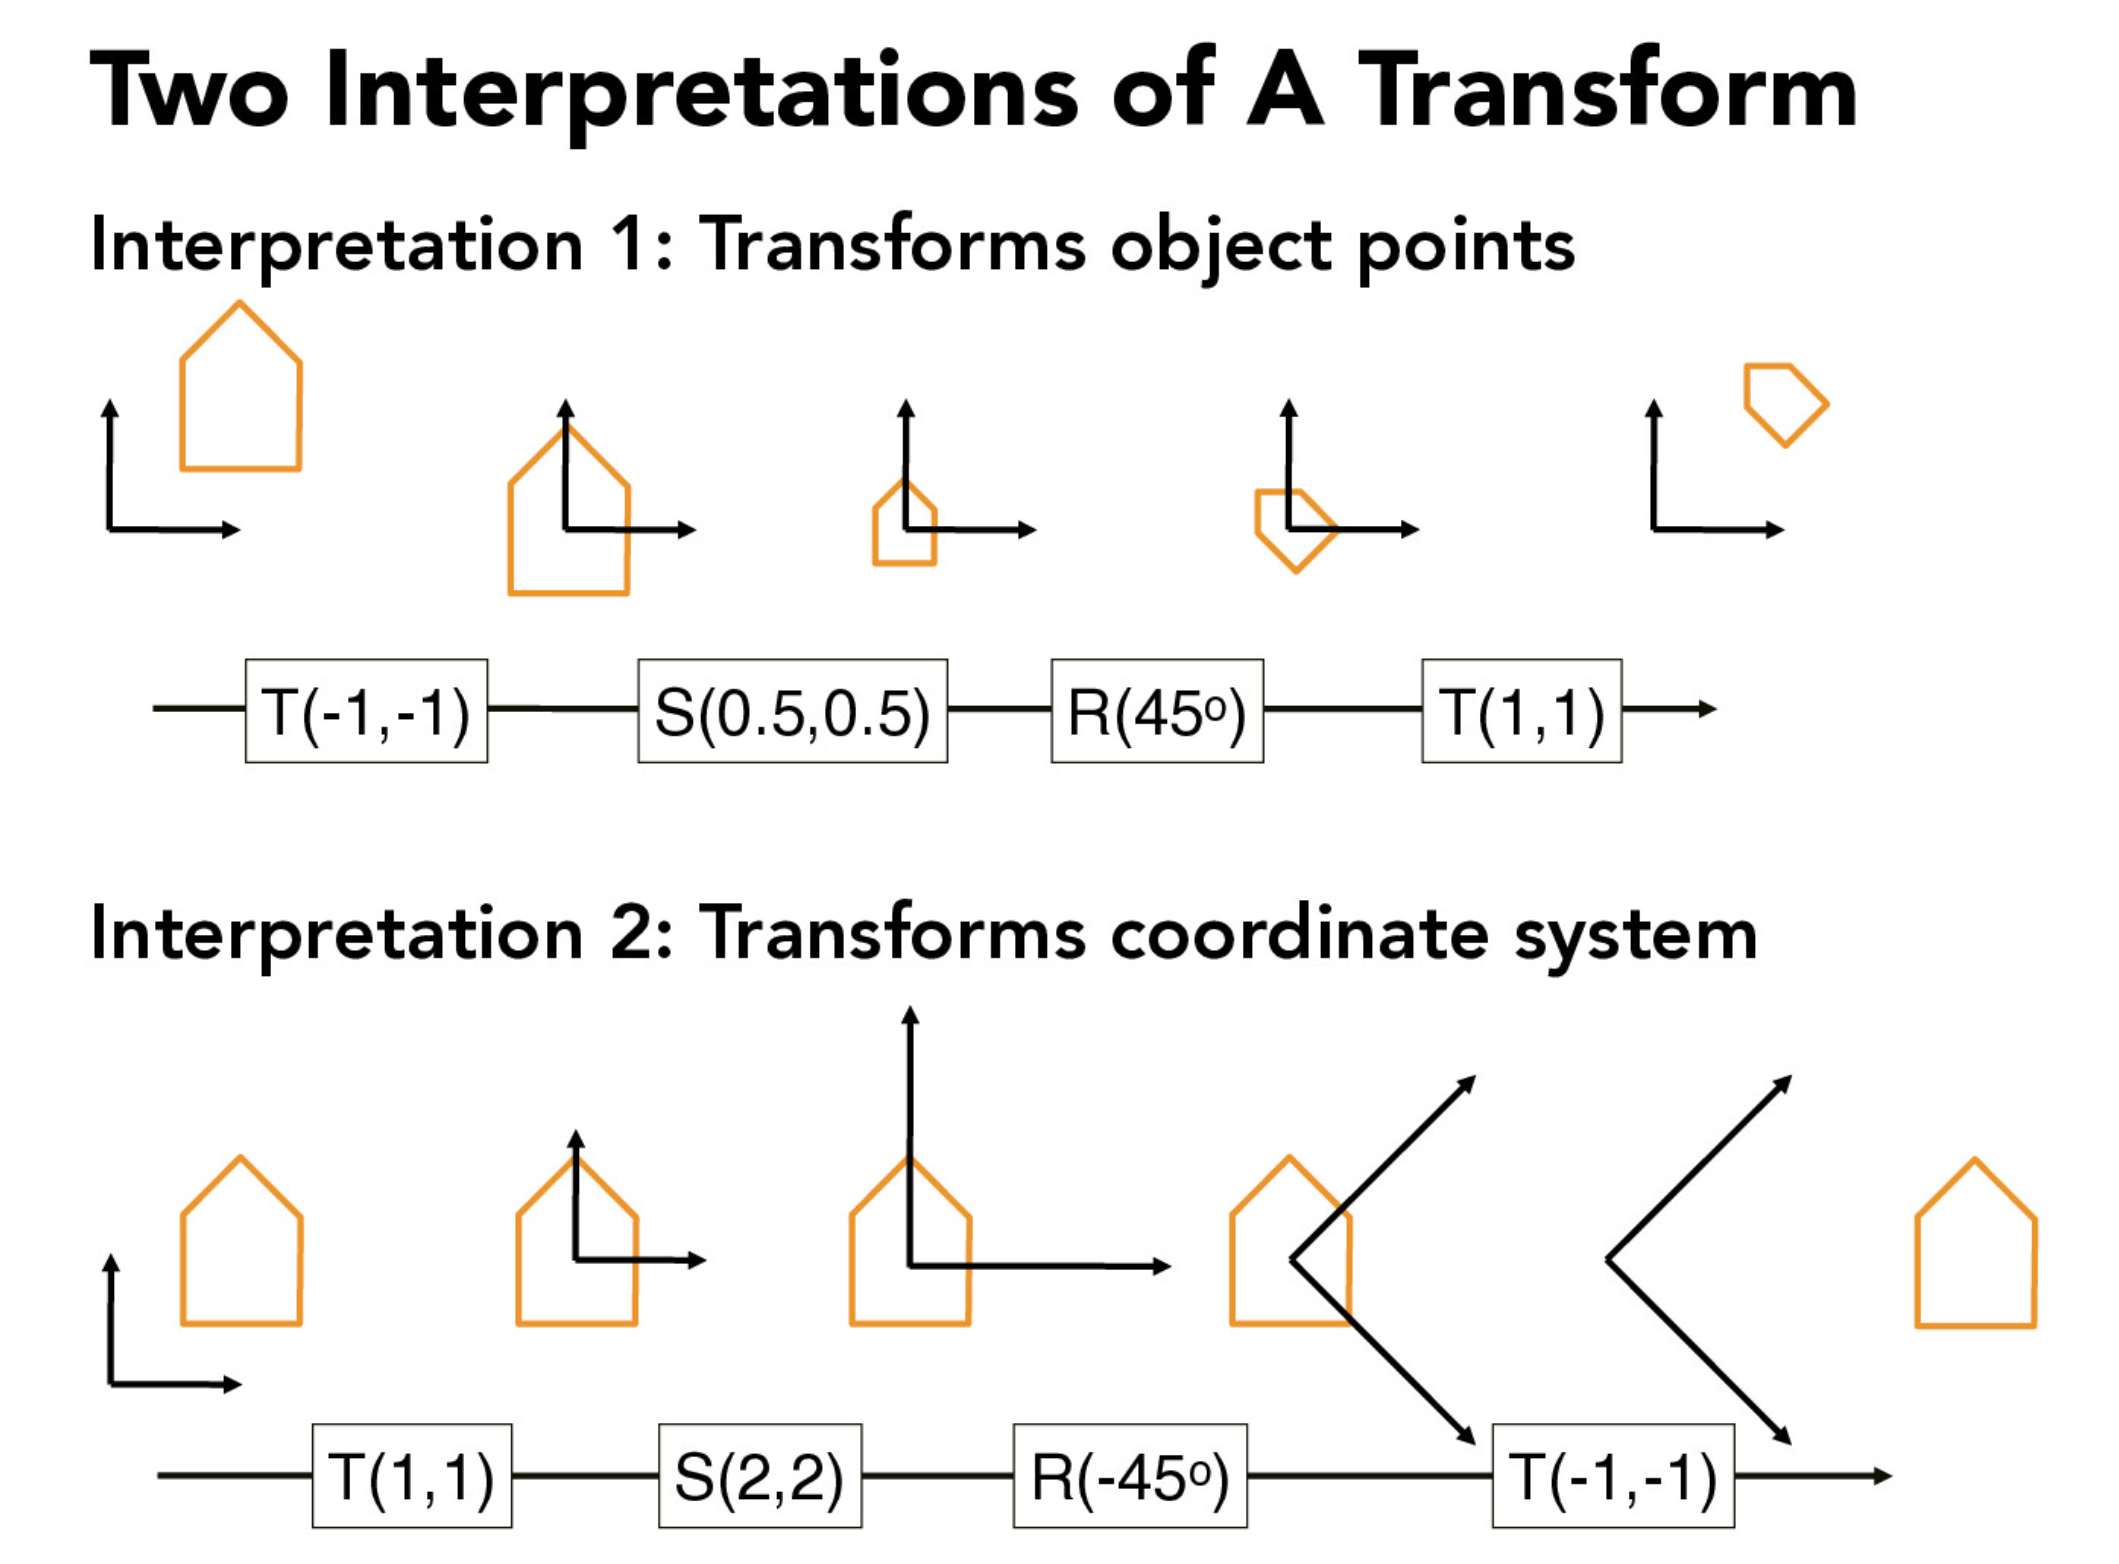 Two Interpretations of A Transform
Interpretation 1: Transforms object points
T(-1,-1) S(0.5,0.5) R(45º) T(1,1)
Interpretation 2: Transforms coordinate system
T(1,1) S(2,2) R(-45º) T(-1,-1)